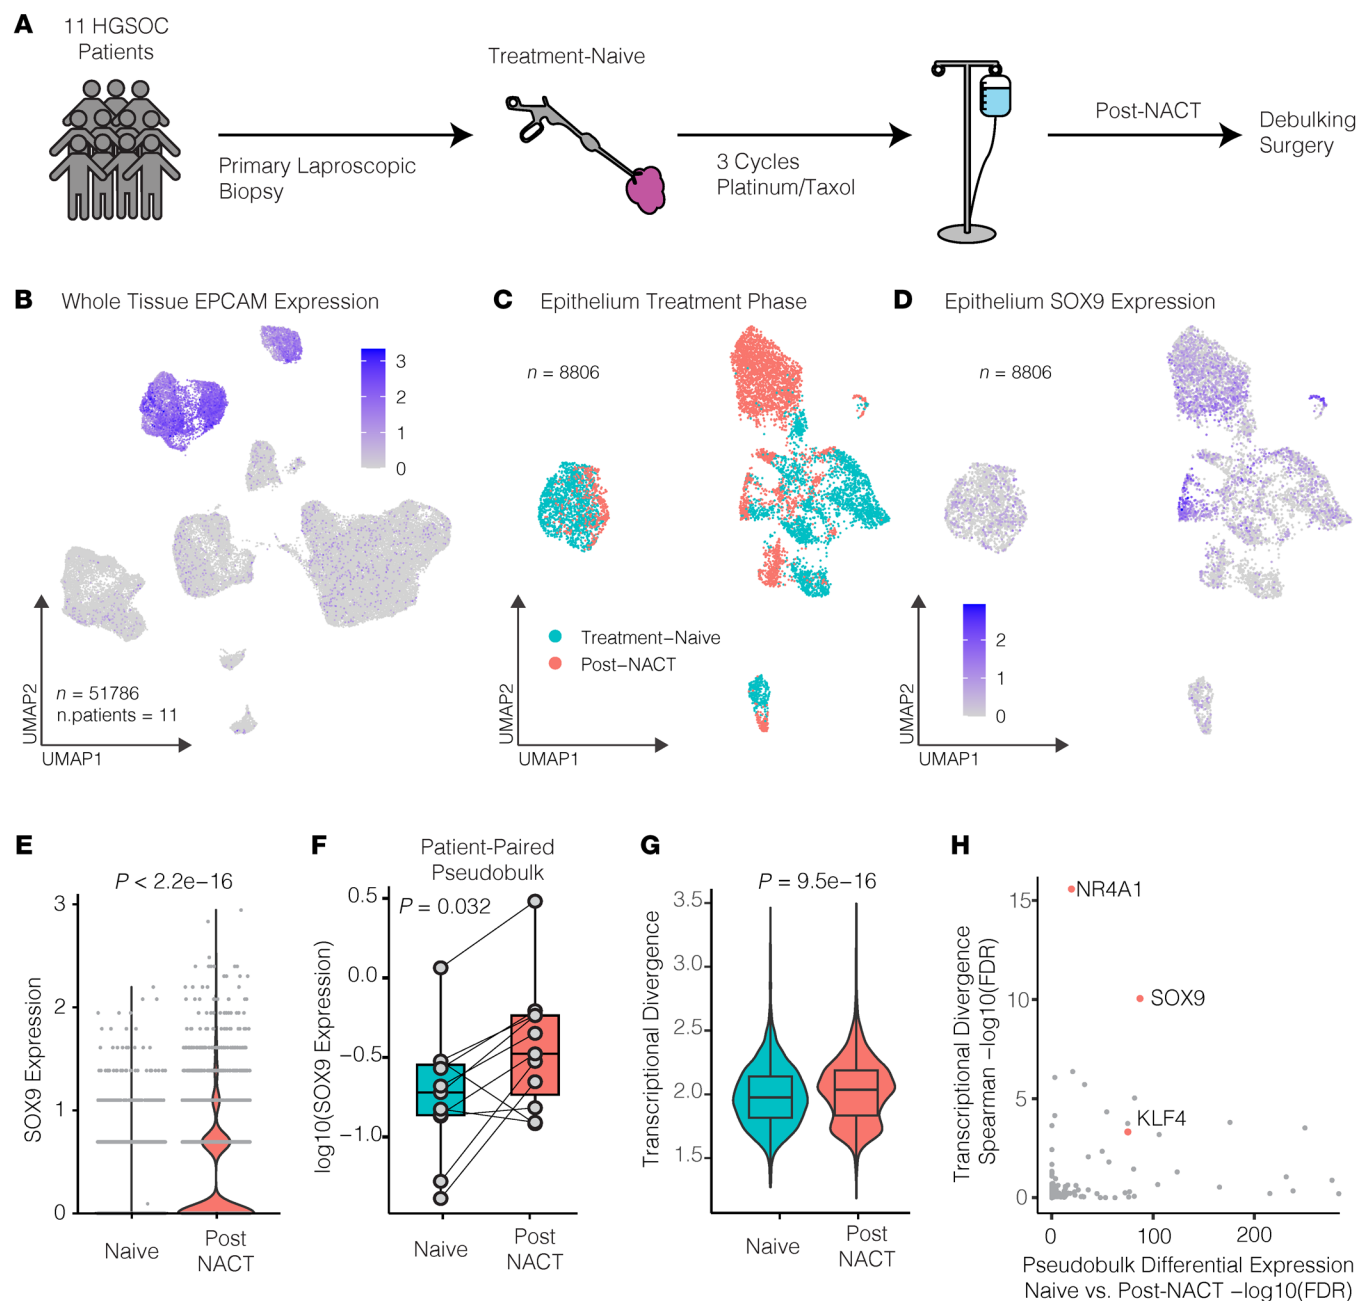 A
11 HGSOC
Patients
Primary Laproscopic
Biopsy
Treatment-Naive
3 Cycles
Platinum/Taxol
Post-NACT
Debulking
Surgery
B
Whole Tissue EPCAM Expression
3
2
1
0
n = 51786
n.patients = 11
UMAP2
UMAP1
C
Epithelium Treatment Phase
n = 8806
Treatment–Naive
Post–NACT
UMAP2
UMAP1
D
Epithelium SOX9 Expression
n = 8806
2
1
0
UMAP2
UMAP1
E
P < 2.2e−16
SOX9 Expression
3
2
1
0
Naive
Post
NACT
F
Patient-Paired
Pseudobulk
P = 0.032
log10(SOX9 Expression)
0.5
0.0
−0.5
−1.0
Naive
Post
NACT
G
P = 9.5e−16
Transcriptional Divergence
3.5
3.0
2.5
2.0
1.5
Naive
Post
NACT
H
Transcriptional Divergence
Spearman −log10(FDR)
15
10
5
0
NR4A1
SOX9
KLF4
0
100
200
Pseudobulk Differential Expression
Naive vs. Post-NACT −log10(FDR)